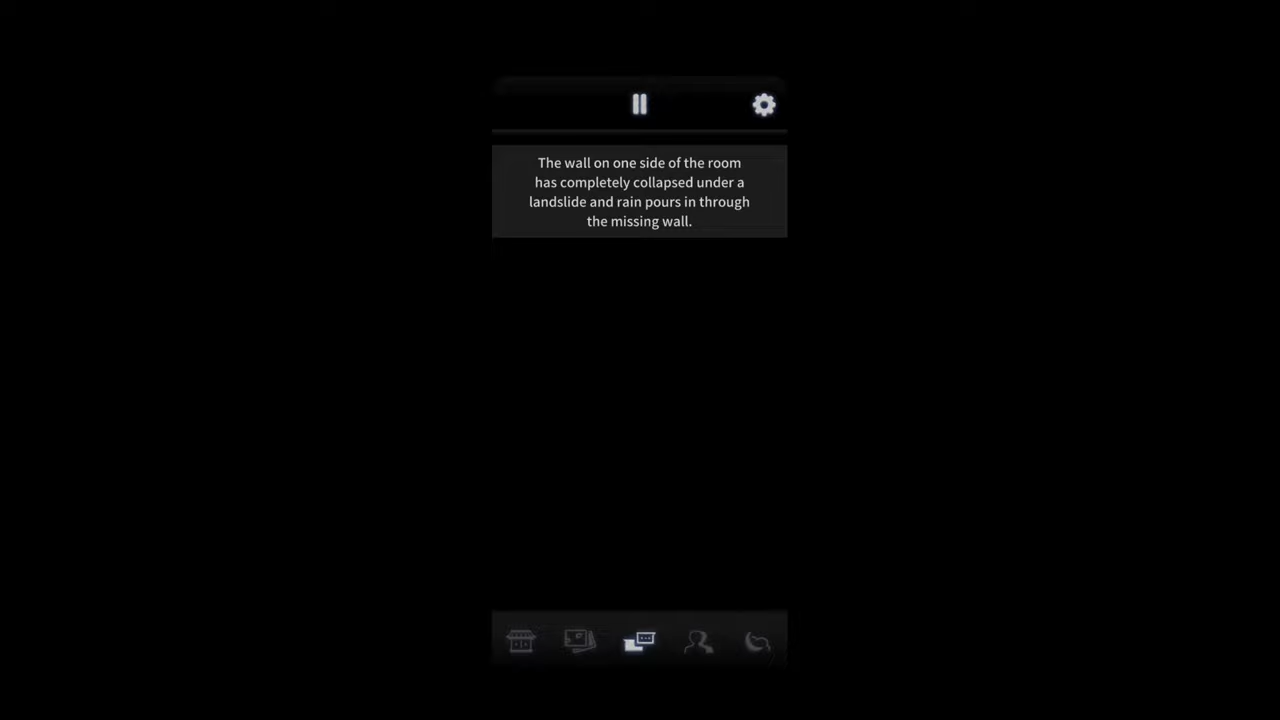 The wall on one side of the room
has completely collapsed under a
landslide and rain pours in through
the missing wall.